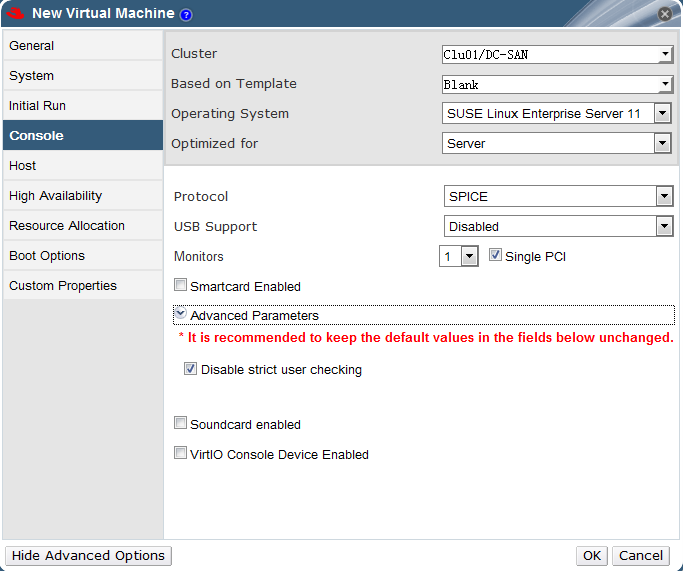 New Virtual Machine ?
General
System
Initial Run
Console
Host
High Availability
Resource Allocation
Boot Options
Custom Properties
Cluster Clu01/DC-SAN
Based on Template Blank
Operating System SUSE Linux Enterprise Server 11
Optimized for Server
Protocol SPICE
USB Support Disabled
Monitors 1 Single PCI
Smartcard Enabled
Advanced Parameters
* It is recommended to keep the default values in the fields below unchanged.
Disable strict user checking
Soundcard enabled
VirtIO Console Device Enabled
Hide Advanced Options OK Cancel